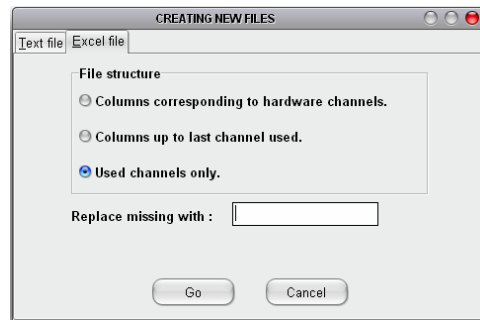 CREATING NEW FILES
Text file Excel file
File structure
Columns corresponding to hardware channels.
Columns up to last channel used.
Used channels only.
Replace missing with :
Go Cancel